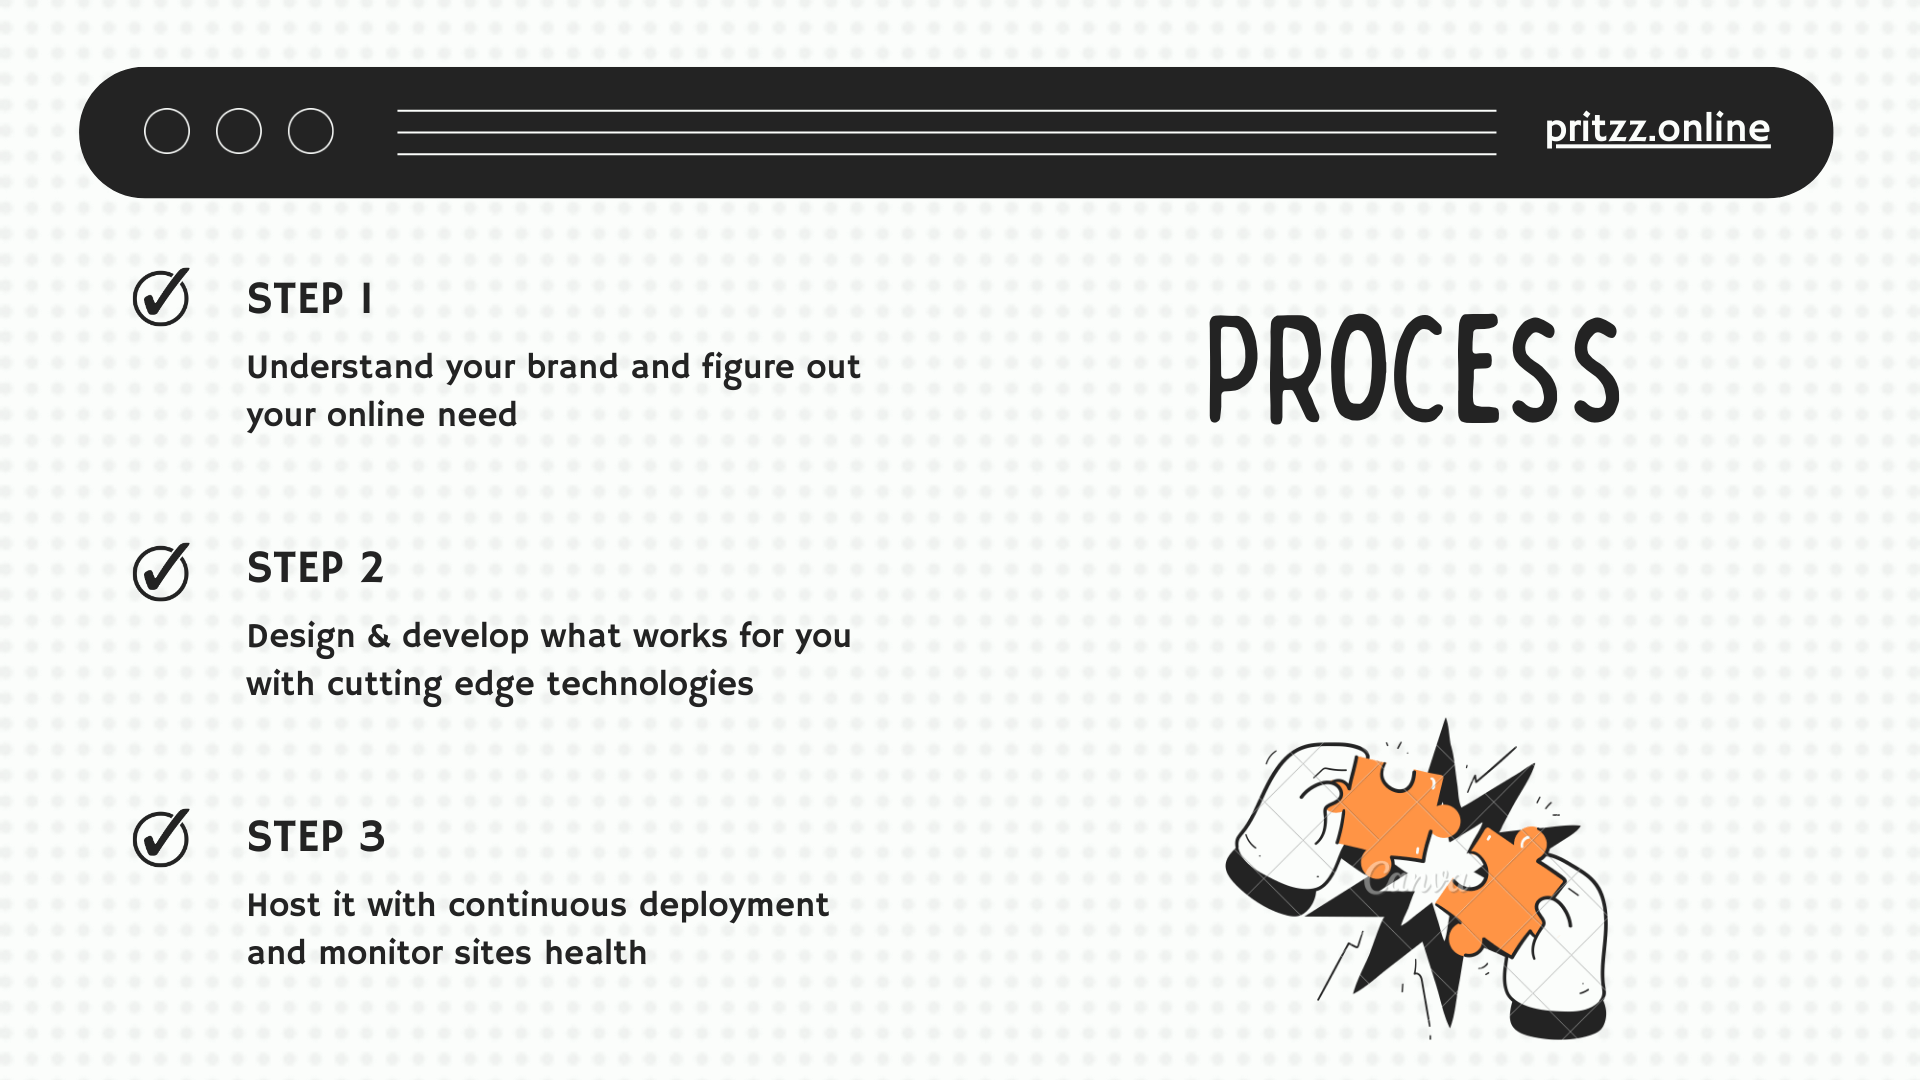 pritzz.online
STEP 1
Understand your brand and figure out
your online need
STEP 2
Design & develop what works for you
with cutting edge technologies
STEP 3
Host it with continuous deployment
and monitor sites health
PROCESS
Canva